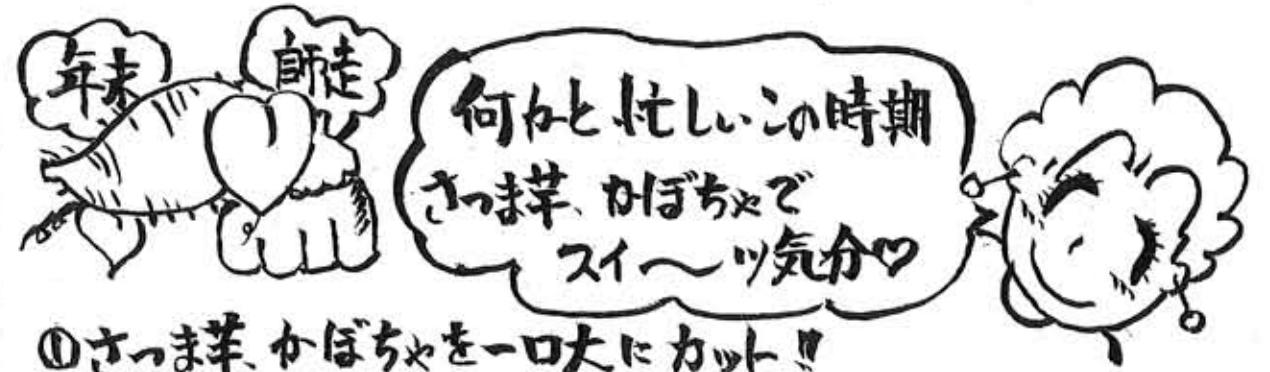 年末
師走
何かと忙しいこの時期
さつま芋、かぼちゃで
スイ〜ッ気分♡
①さつま芋、かぼちゃを一口大にカット!!